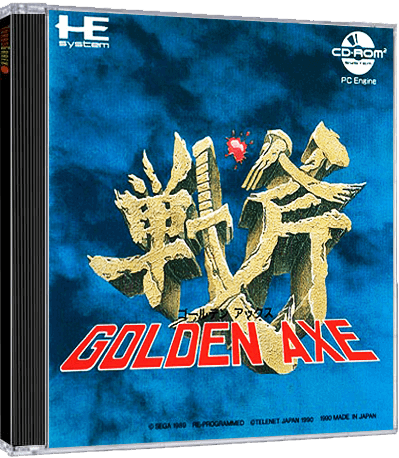 HE
system
CD-ROM²
SYSTEM
PC Engine
戦斧
ゴールデン アックス
GOLDEN AXE
© SEGA 1989 RE-PROGRAMMED ©TELENET JAPAN 1990 1990 MADE IN JAPAN